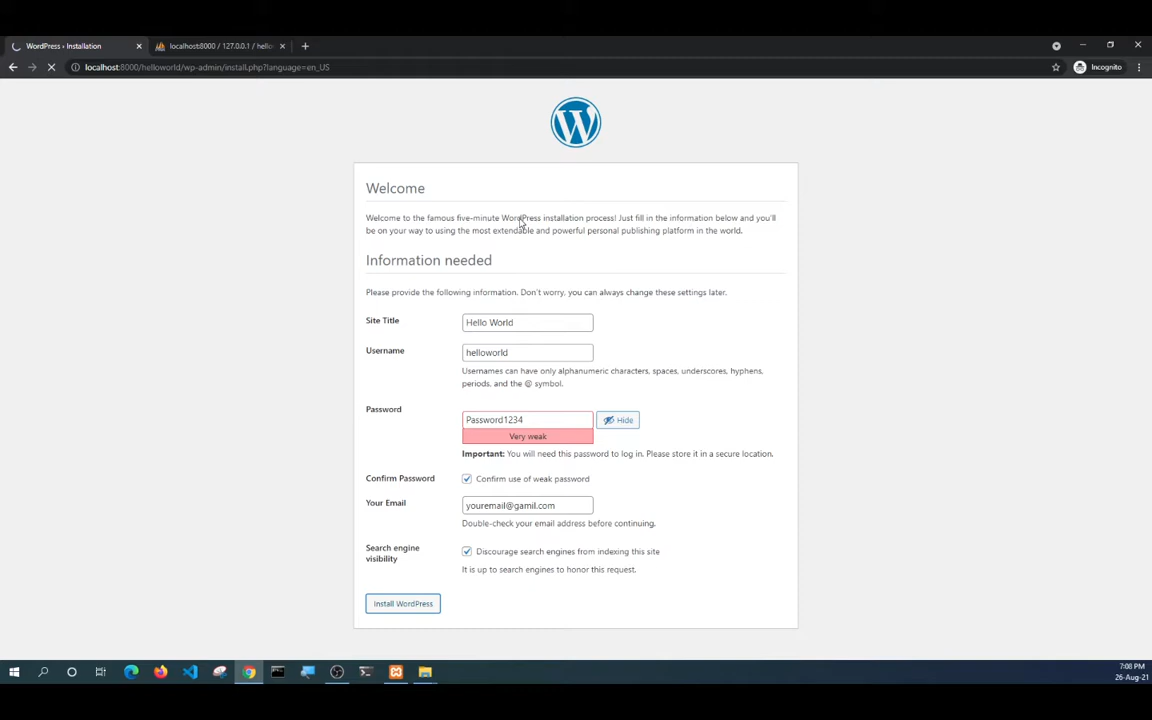 WordPress › Installation
localhost:8000 / 127.0.0.1 / hello
localhost:8000/helloworld/wp-admin/install.php?language=en_US
Incognito
Welcome
Welcome to the famous five-minute WordPress installation process! Just fill in the information below and you'll
be on your way to using the most extendable and powerful personal publishing platform in the world.
Information needed
Please provide the following information. Don't worry, you can always change these settings later.
Site Title
Hello World
Username
helloworld
Usernames can have only alphanumeric characters, spaces, underscores, hyphens,
periods, and the @ symbol.
Password
Password1234
Hide
Very weak
Important: You will need this password to log in. Please store it in a secure location.
Confirm Password
Confirm use of weak password
Your Email
youremail@gamil.com
Double-check your email address before continuing.
Search engine
visibility
Discourage search engines from indexing this site
It is up to search engines to honor this request.
Install WordPress
7:08 PM
26-Aug-21